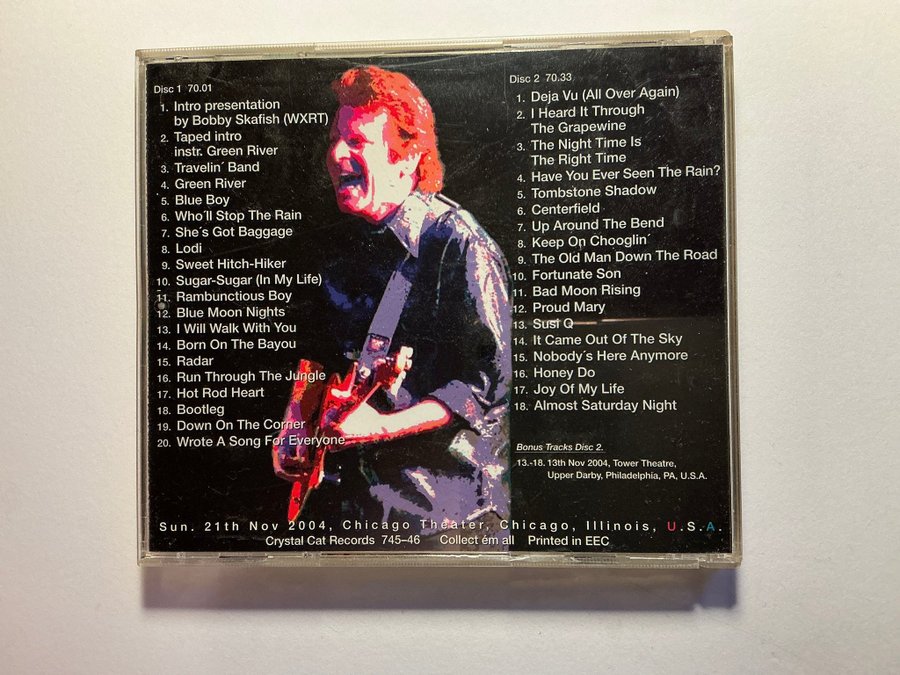 Disc 1 70.01
1. Intro presentation
by Bobby Skafish (WXRT)
2. Taped intro
instr. Green River
3. Travelin´ Band
4. Green River
5. Blue Boy
6. Who´ll Stop The Rain
7. She´s Got Baggage
8. Lodi
9. Sweet Hitch-Hiker
10. Sugar-Sugar (In My Life)
11. Rambunctious Boy
12. Blue Moon Nights
13. I Will Walk With You
14. Born On The Bayou
15. Radar
16. Run Through The Jungle
17. Hot Rod Heart
18. Bootleg
19. Down On The Corner
20. Wrote A Song For Everyone
Disc 2 70.33
1. Deja Vu (All Over Again)
2. I Heard It Through
The Grapewine
3. The Night Time Is
The Right Time
4. Have You Ever Seen The Rain?
5. Tombstone Shadow
6. Centerfield
7. Up Around The Bend
8. Keep On Chooglin´
9. The Old Man Down The Road
10. Fortunate Son
11. Bad Moon Rising
12. Proud Mary
13. Susi Q
14. It Came Out Of The Sky
15. Nobody´s Here Anymore
16. Honey Do
17. Joy Of My Life
18. Almost Saturday Night
Bonus Tracks Disc 2.
13.-18. 13th Nov 2004, Tower Theatre,
Upper Darby, Philadelphia, PA, U.S.A.
Sun. 21th Nov 2004, Chicago Theater, Chicago, Illinois, U.S.A.
Crystal Cat Records 745–46 Collect ém all Printed in EEC